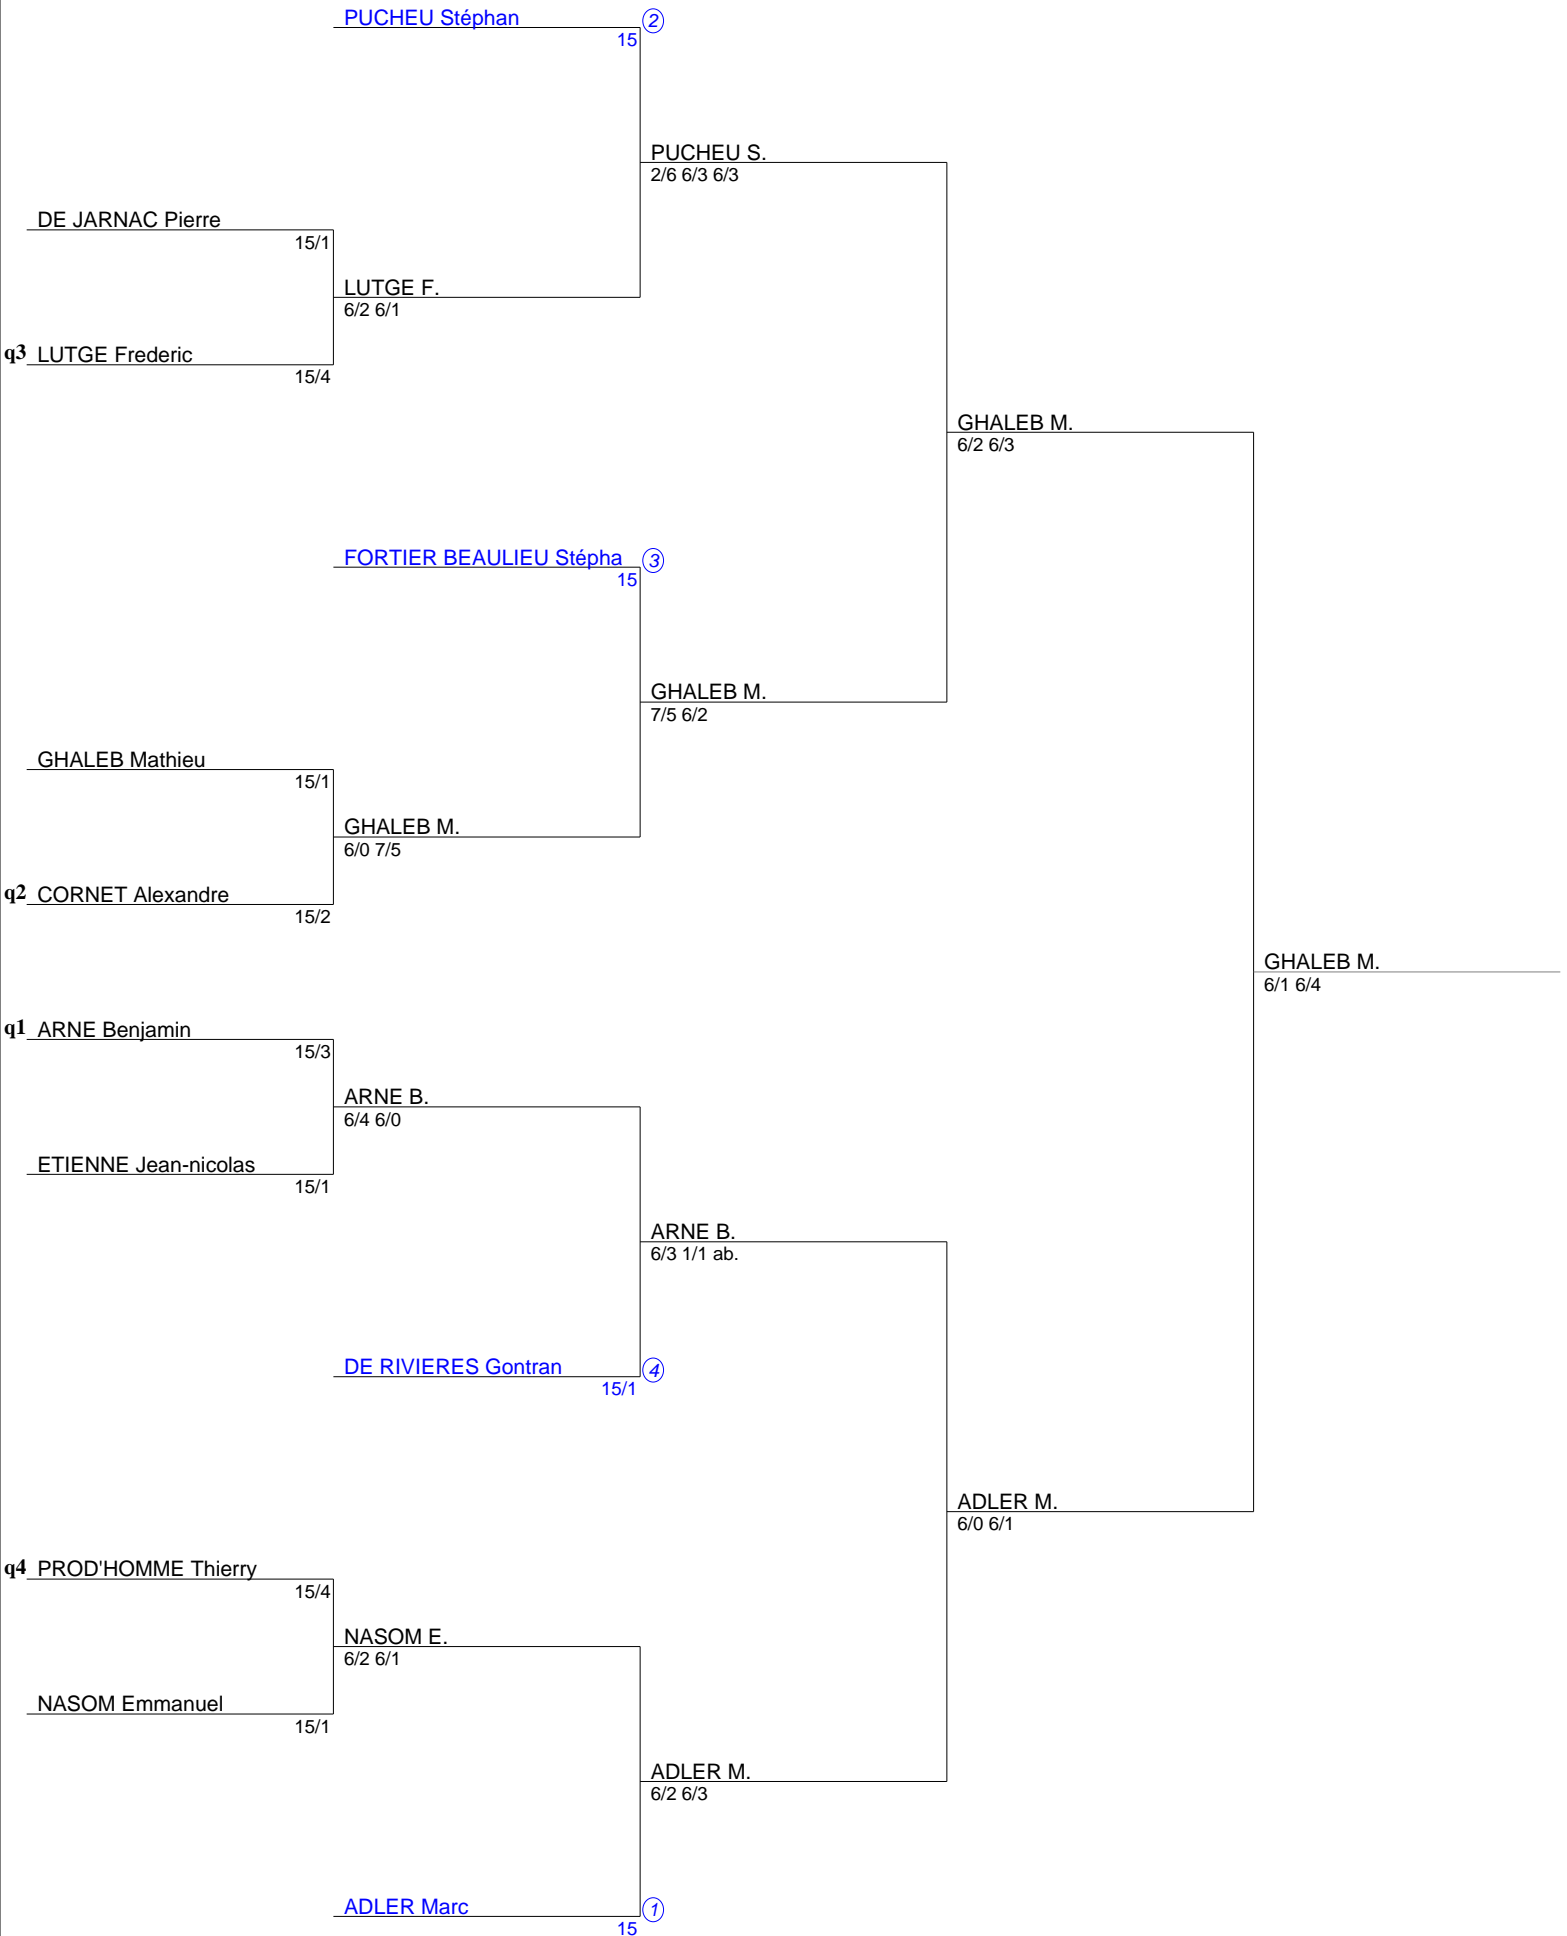 PUCHEU Stéphan 2
15
PUCHEU S.
2/6 6/3 6/3
DE JARNAC Pierre
15/1
LUTGE F.
6/2 6/1
q3 LUTGE Frederic
15/4
GHALEB M.
6/2 6/3
FORTIER BEAULIEU Stépha 3
15
GHALEB M.
7/5 6/2
GHALEB Mathieu
15/1
GHALEB M.
6/0 7/5
q2 CORNET Alexandre
15/2
GHALEB M.
6/1 6/4
q1 ARNE Benjamin
15/3
ARNE B.
6/4 6/0
ETIENNE Jean-nicolas
15/1
ARNE B.
6/3 1/1 ab.
DE RIVIERES Gontran 4
15/1
ADLER M.
6/0 6/1
q4 PROD'HOMME Thierry
15/4
NASOM E.
6/2 6/1
NASOM Emmanuel
15/1
ADLER M.
6/2 6/3
ADLER Marc 1
15